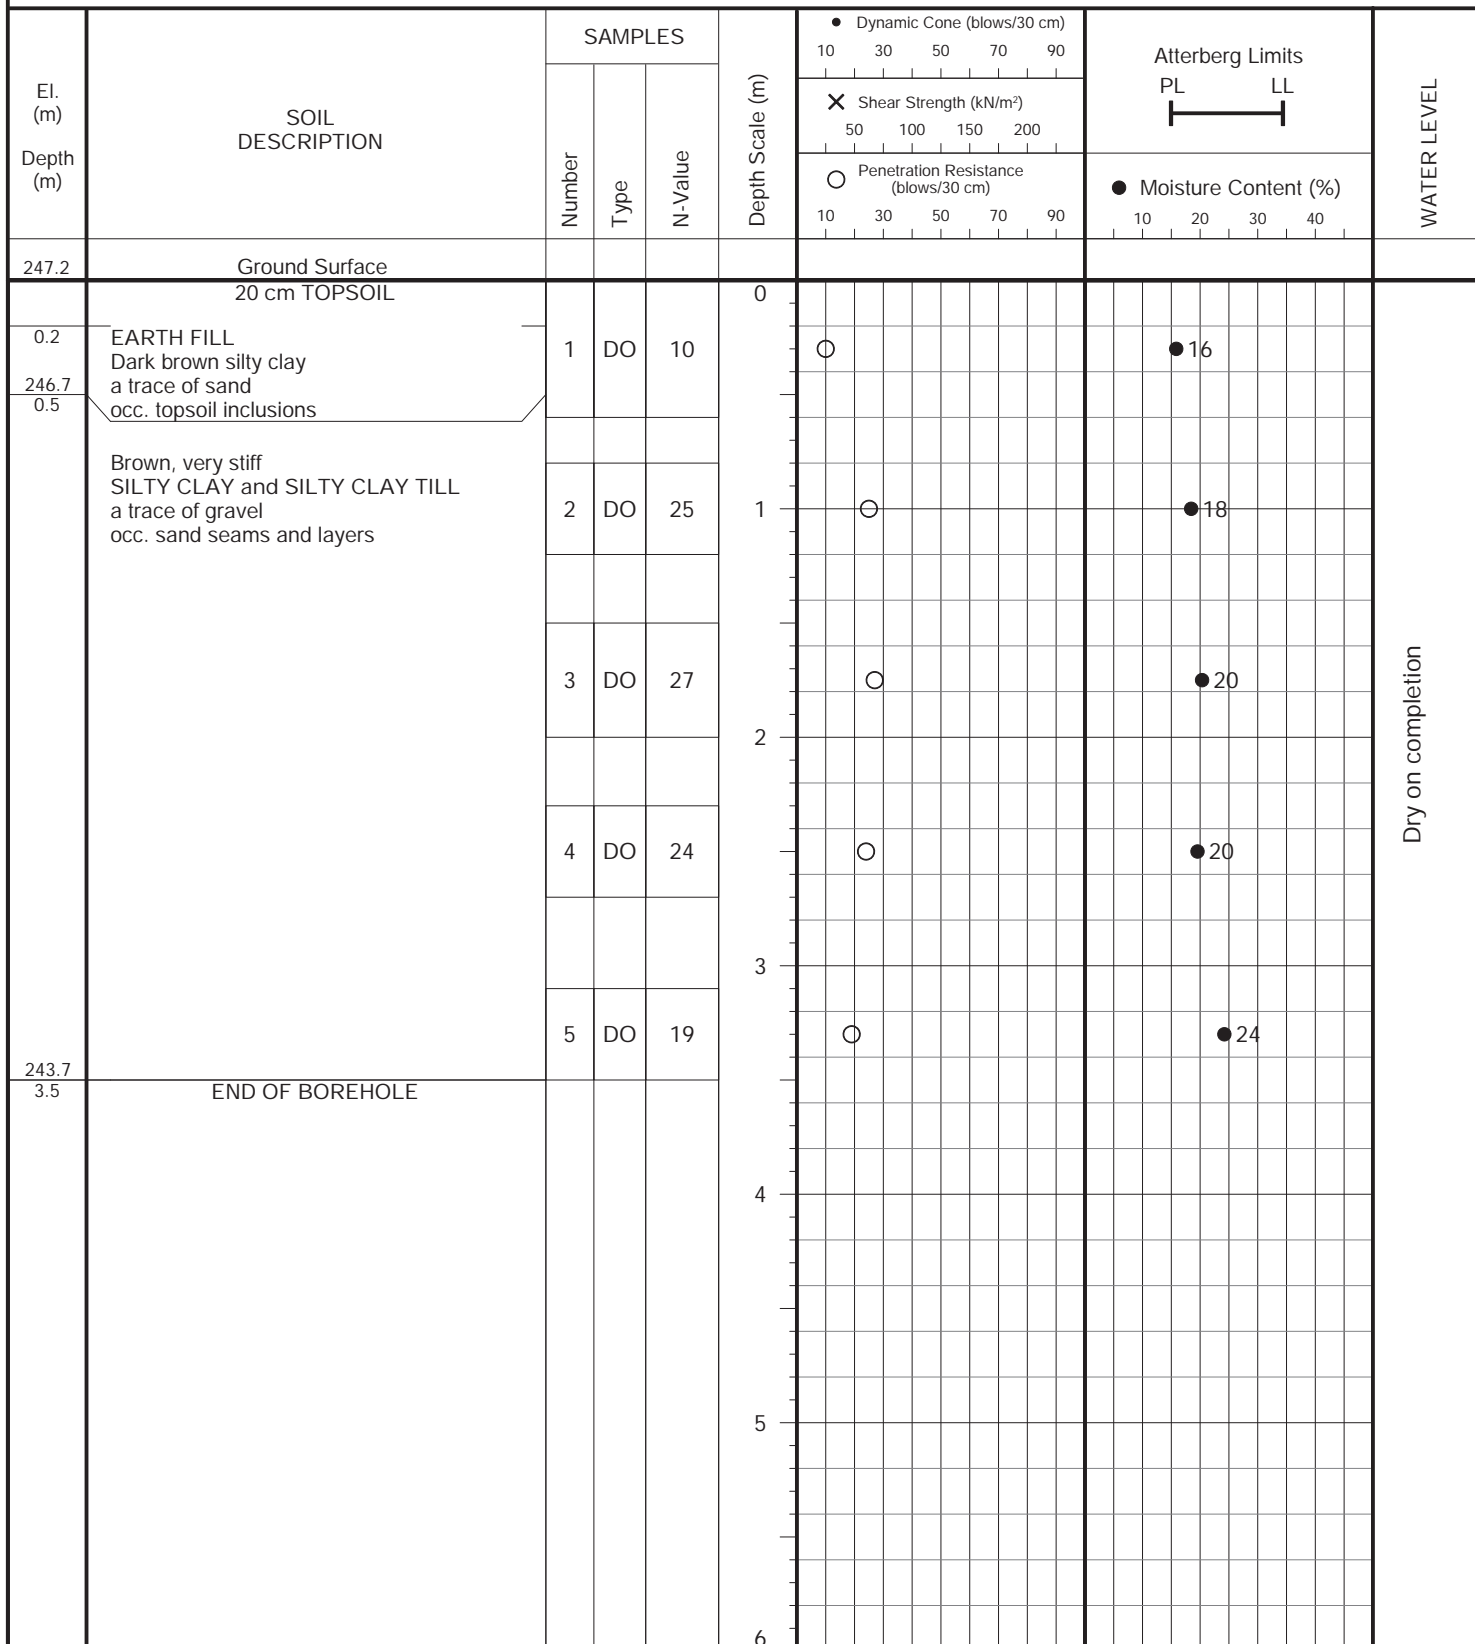 El.
(m)
Depth
(m)
SOIL
DESCRIPTION
SAMPLES
Number
Type
N-Value
Depth Scale (m)
Dynamic Cone (blows/30 cm)
10 30 50 70 90
Shear Strength (kN/m²)
50 100 150 200
Penetration Resistance
(blows/30 cm)
10 30 50 70 90
Atterberg Limits
PL LL
Moisture Content (%)
10 20 30 40
WATER LEVEL
247.2 Ground Surface
20 cm TOPSOIL 0
0.2 EARTH FILL
Dark brown silty clay
246.7 a trace of sand
0.5 occ. topsoil inclusions
1 DO 10 16
Brown, very stiff
SILTY CLAY and SILTY CLAY TILL
a trace of gravel
occ. sand seams and layers
2 DO 25 1 18
3 DO 27 20
2
4 DO 24 20
3
5 DO 19 24
243.7
3.5 END OF BOREHOLE
4
5
6
Dry on completion